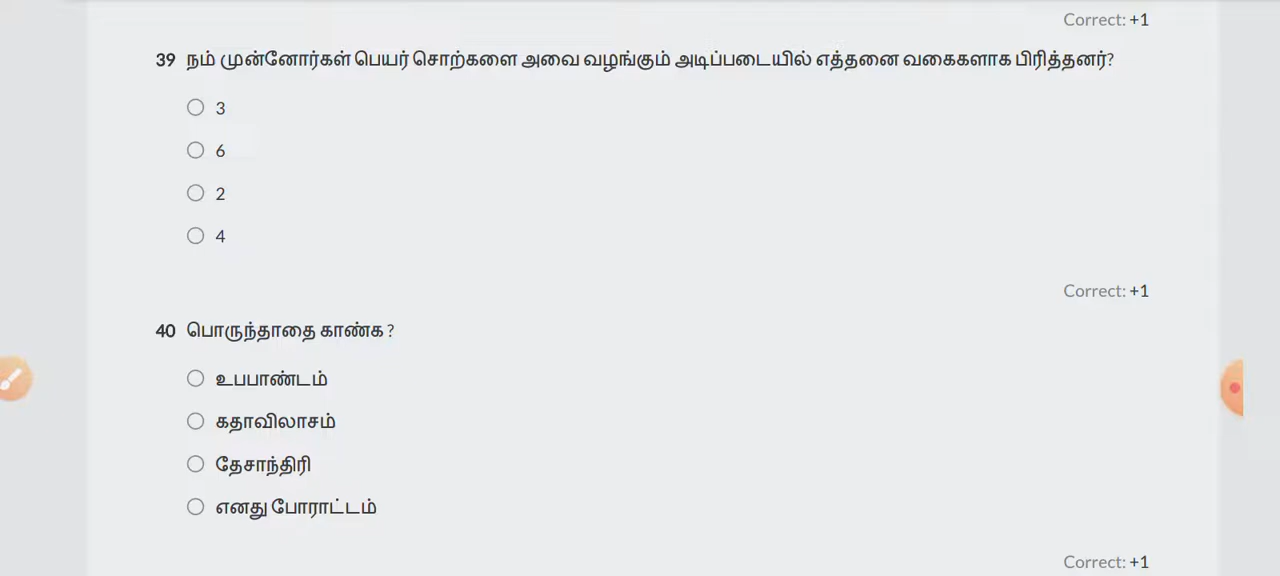 Correct: +1
39 நம் முன்னோர்கள் பெயர் சொற்களை அவை வழங்கும் அடிப்படையில் எத்தனை வகைகளாக பிரித்தனர்?
3
6
2
4
Correct: +1
40 பொருந்தாதை காண்க ?
உபபாண்டம்
கதாவிலாசம்
தேசாந்திரி
எனது போராட்டம்
Correct: +1